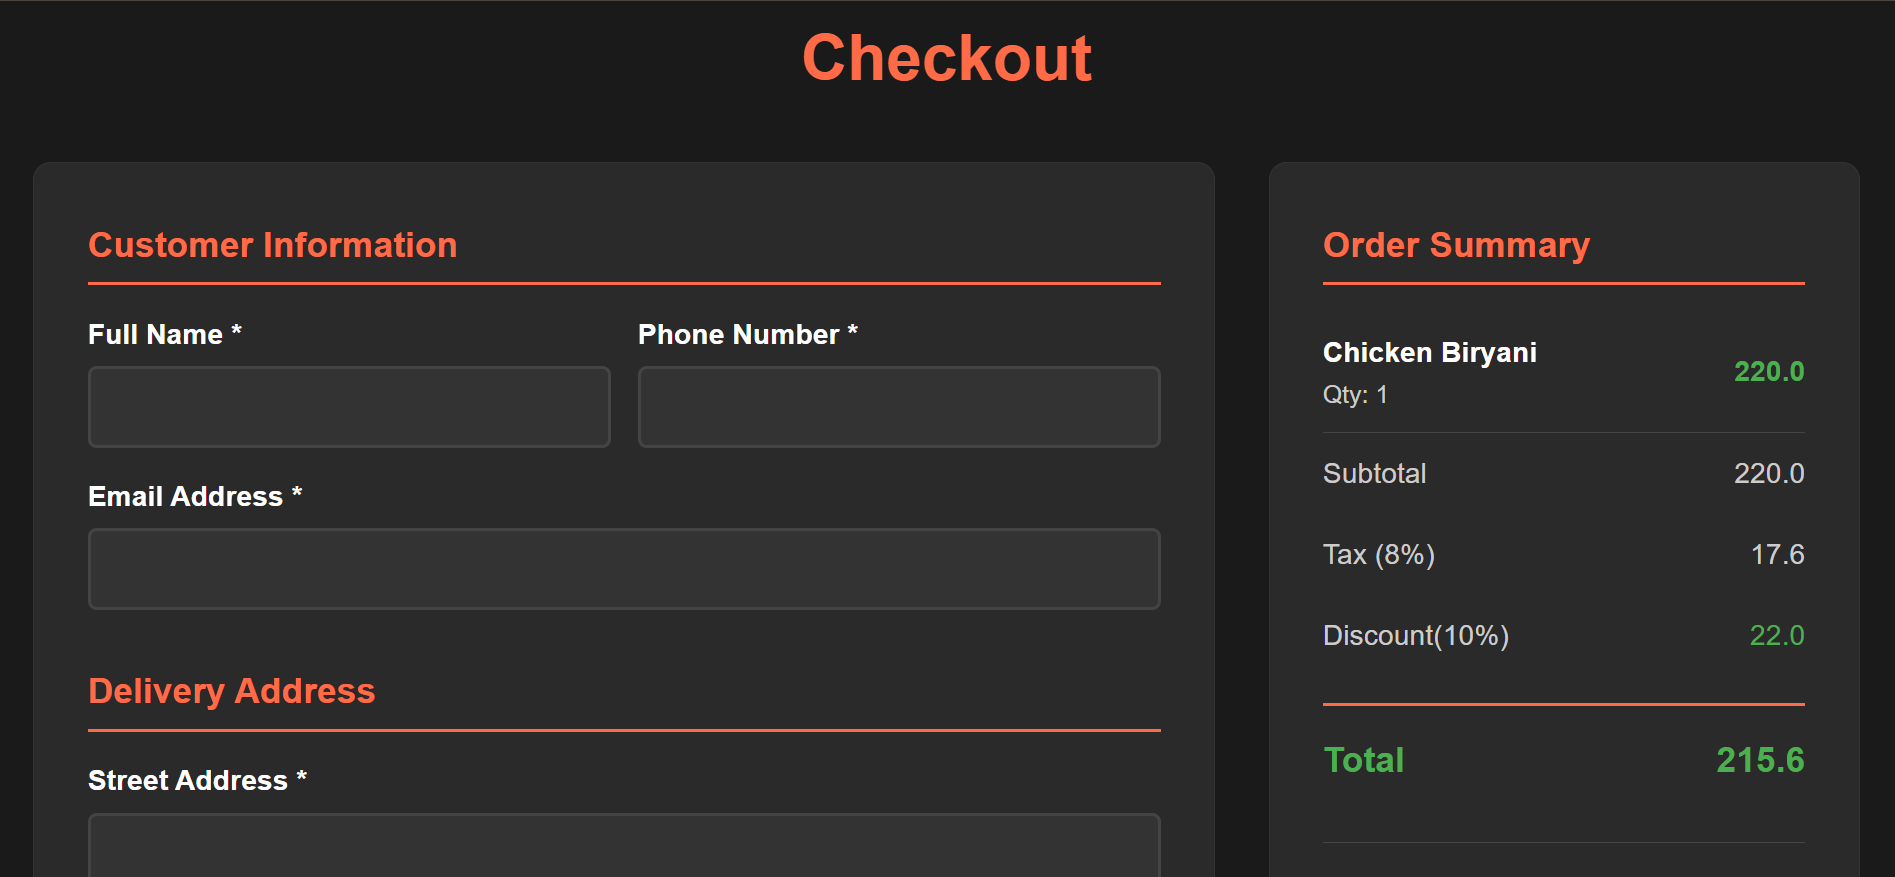 Checkout
Customer Information
Full Name *
Phone Number *
Email Address *
Delivery Address
Street Address *
Order Summary
Chicken Biryani
220.0
Qty: 1
Subtotal 220.0
Tax (8%) 17.6
Discount(10%) 22.0
Total 215.6